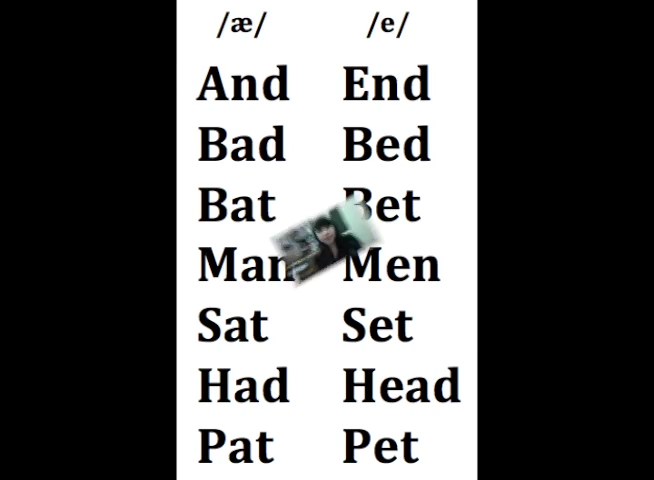 /æ/ /e/
And End
Bad Bed
Bat Bet
Man Men
Sat Set
Had Head
Pat Pet